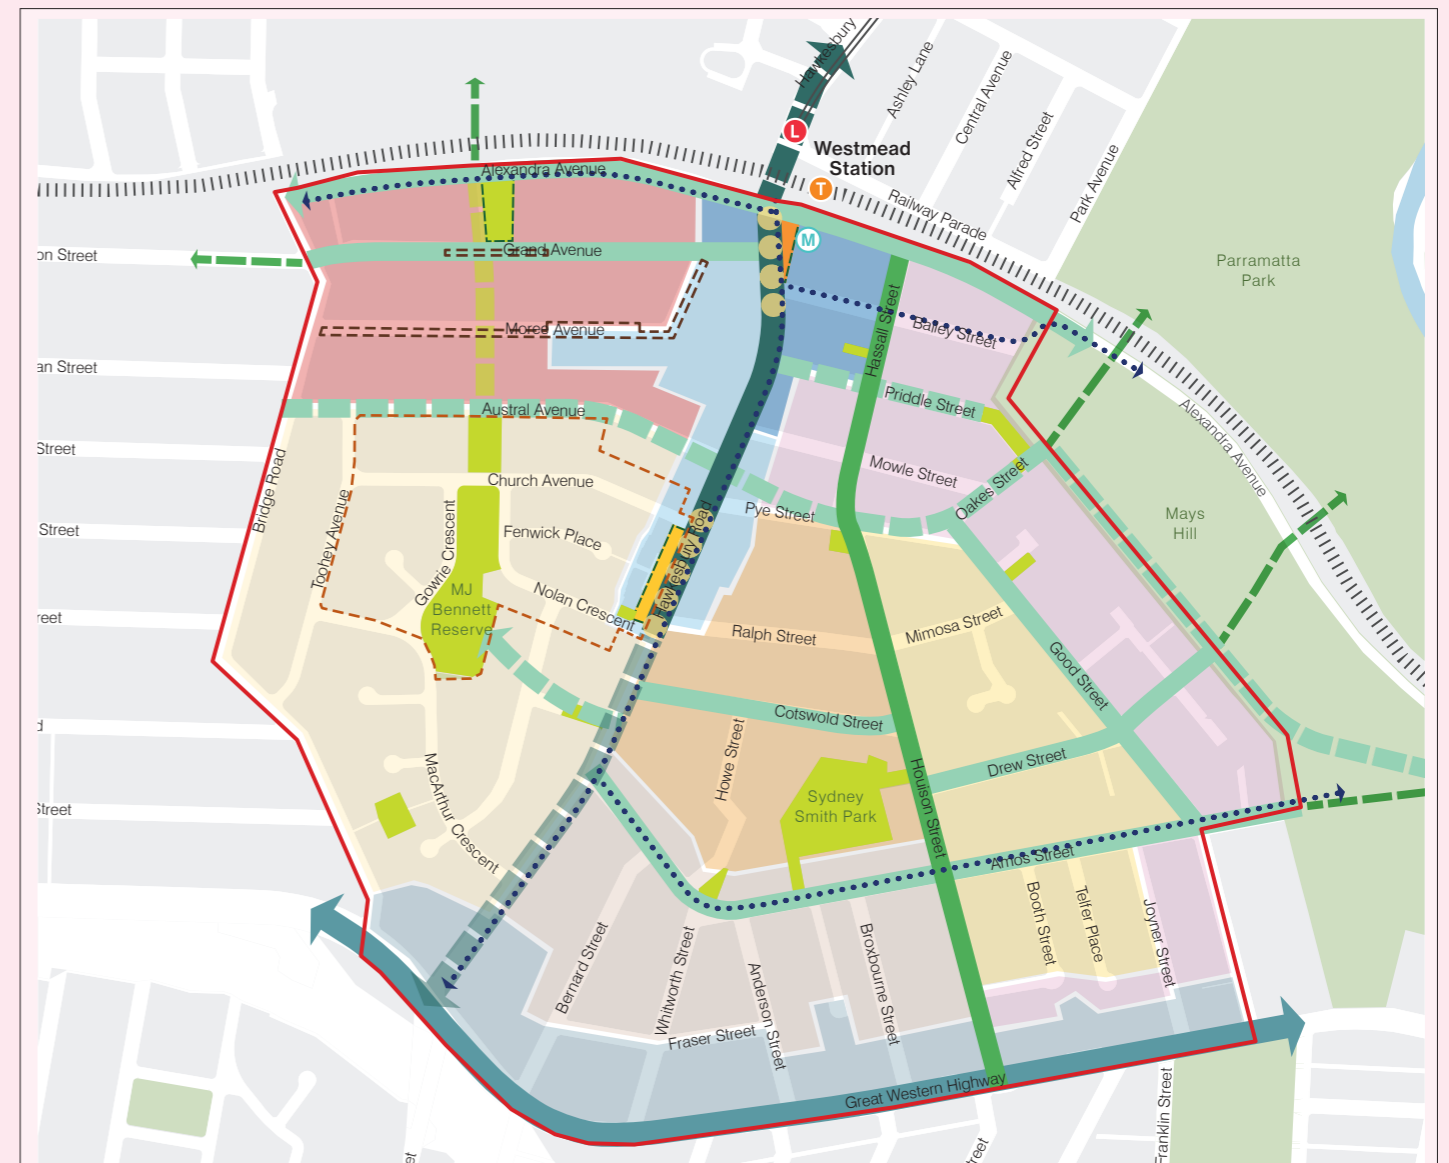 Hawkesbury
Ashley Lane
Central Avenue
Alfred Street
Park Avenue
L
Westmead
Station
T
Railway Parade
M
Alexandra Avenue
Grand Avenue
on Street
Parramatta
Park
Moree Avenue
Bailey Street
Hassall Street
an Street
Priddle Street
Austral Avenue
Alexandra Avenue
Street
Bridge Road
Church Avenue
Mowle Street
Oakes Street
Toohey Avenue
Gowrie Crescent
Fenwick Place
Pye Street
Mays
Hill
Street
Hawkesbury Road
MJ
Bennett
Reserve
Nolan Crescent
reet
Ralph Street
Mimosa Street
Good Street
Cotswold Street
d
Howe Street
Drew Street
MacArthur Crescent
Houison Street
Sydney
Smith Park
Street
Amos Street
Booth Street
Telfer Place
Joyner Street
Bernard Street
Whitworth Street
Anderson Street
Broxbourne Street
Fraser Street
Great Western Highway
Franklin Street
et
reet